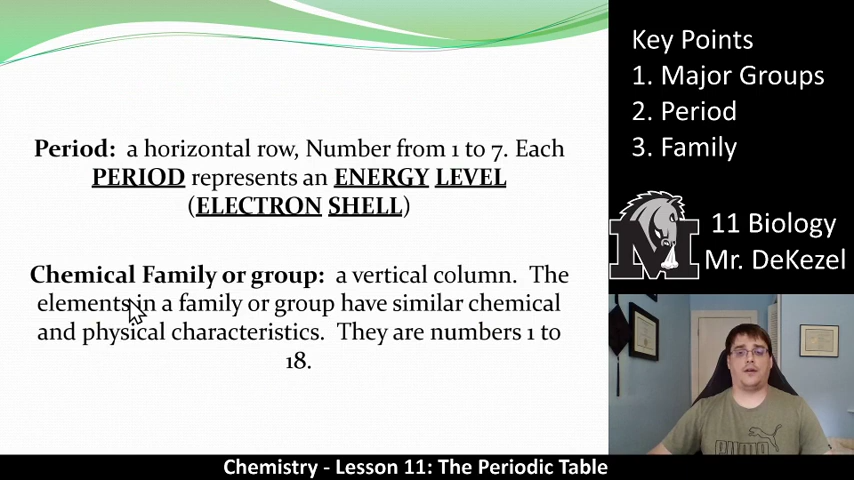 Period: a horizontal row, Number from 1 to 7. Each
PERIOD represents an ENERGY LEVEL
(ELECTRON SHELL)
Chemical Family or group: a vertical column. The
elements in a family or group have similar chemical
and physical characteristics. They are numbers 1 to
18.
Key Points
1. Major Groups
2. Period
3. Family
M
11 Biology
Mr. DeKezel
PUMA
Chemistry - Lesson 11: The Periodic Table